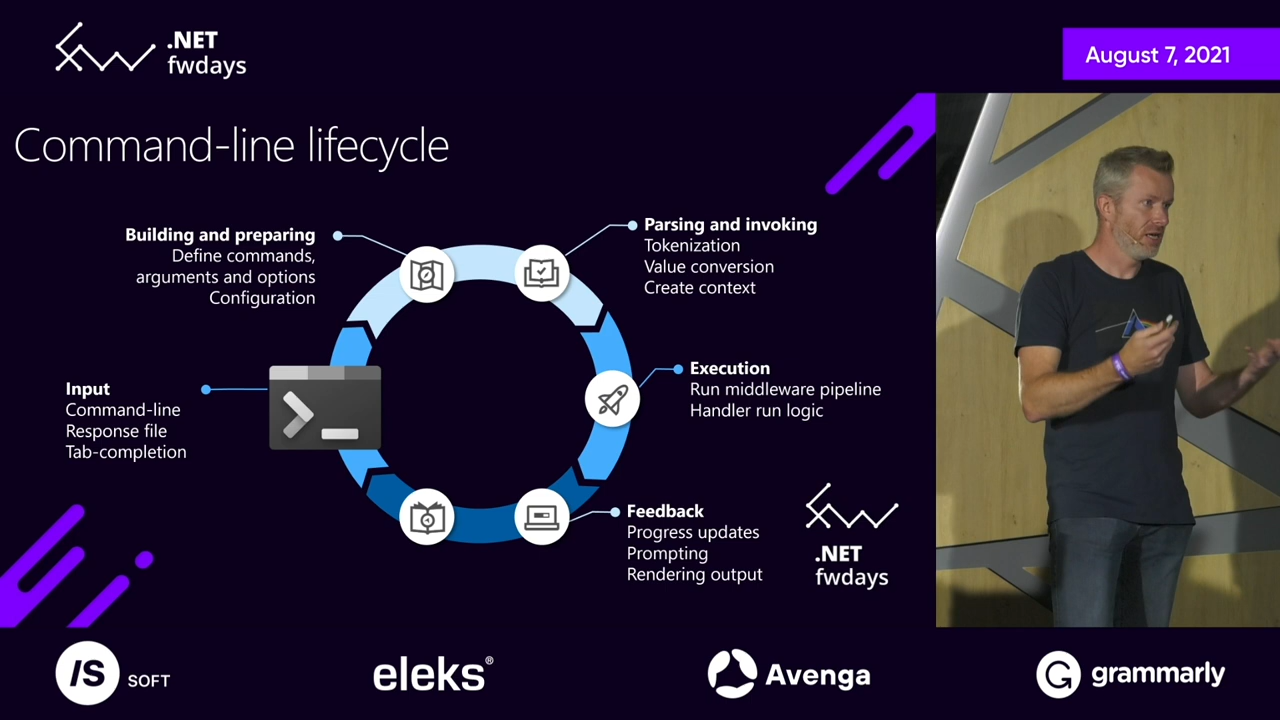 .NET
fwdays
August 7, 2021
Command-line lifecycle
Building and preparing
Define commands,
arguments and options
Configuration
Parsing and invoking
Tokenization
Value conversion
Create context
Input
Command-line
Response file
Tab-completion
Execution
Run middleware pipeline
Handler run logic
Feedback
Progress updates
Prompting
Rendering output
.NET
fwdays
IS SOFT
eleks®
Avenga
grammarly